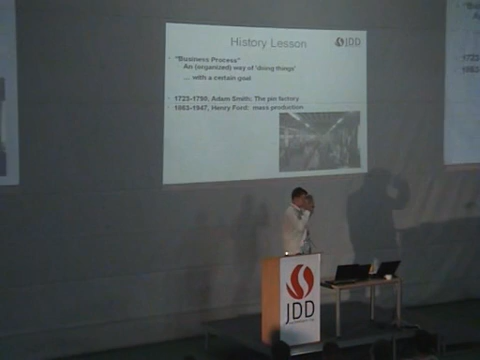 History Lesson
JDD
"Business Process"
An (organized) way of 'doing things'
... with a certain goal
1723-1790, Adam Smith: The pin factory
1863-1947, Henry Ford: mass production
JDD